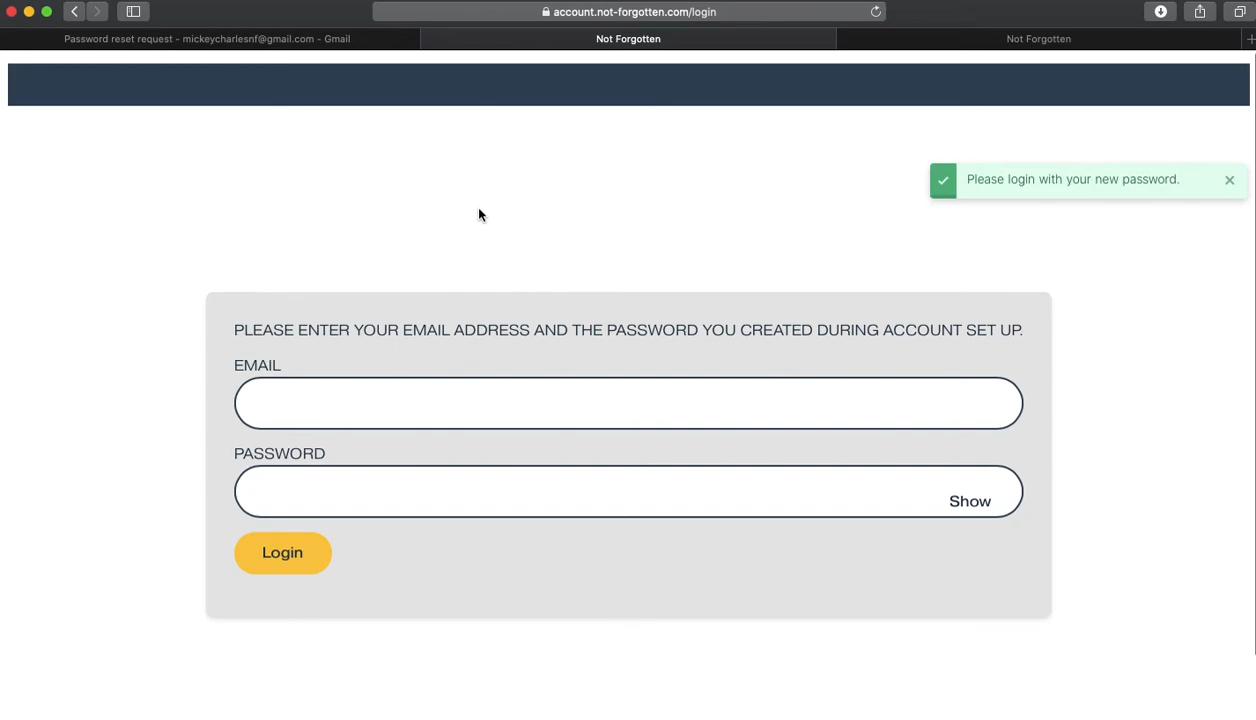 account.not-forgotten.com/login
Password reset request - mickeycharlesnf@gmail.com - Gmail
Not Forgotten
Not Forgotten
Please login with your new password.
PLEASE ENTER YOUR EMAIL ADDRESS AND THE PASSWORD YOU CREATED DURING ACCOUNT SET UP.
EMAIL
PASSWORD
Show
Login